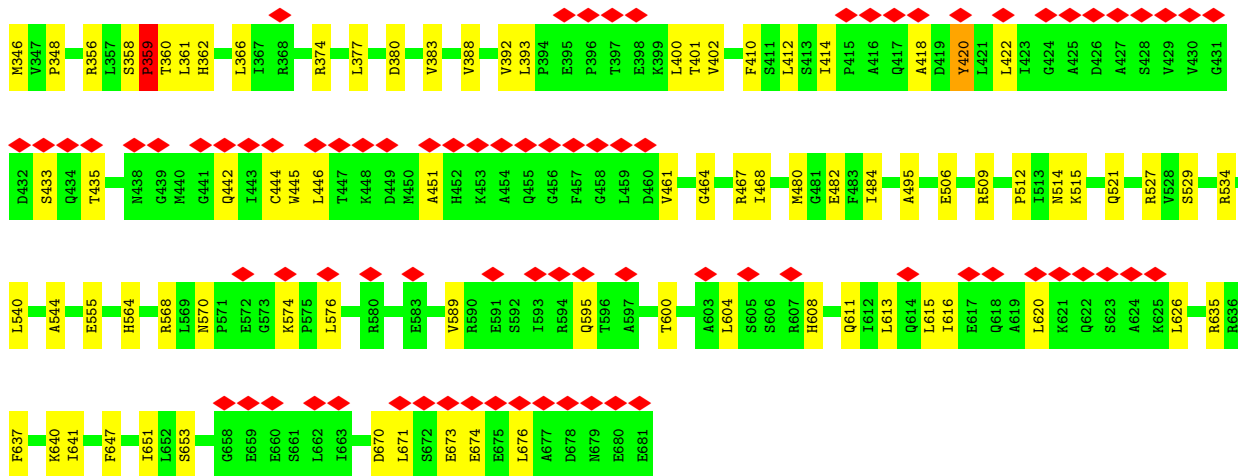 M346 V347 P348 R356 L357 S358 P359 T360 L361 H362 L366 I367 R368 R374 L377 D380 V383 V388 V392 L393 P394 E395 P396 T397 E398 K399 L400 T401 V402 F410 S411 L412 S413 I414 P415 A416 Q417 A418 D419 Y420 L421 L422 I423 G424 A425 D426 A427 S428 V429 V430 G431
D432 S433 Q434 T435 N438 G439 M440 G441 Q442 I443 C444 W445 L446 T447 K448 D449 M450 A451 H452 K453 A454 Q455 G456 F457 G458 L459 D460 V461 G464 R467 I468 M480 G481 E482 F483 I484 A495 E506 R509 P512 I513 N514 K515 Q521 R527 V528 S529 R534
L540 A544 E555 H564 R568 L569 N570 P571 E572 G573 K574 P575 L576 R580 E583 V589 R590 E591 S592 I593 R594 Q595 T596 A597 T600 A603 L604 S605 S606 R607 H608 Q611 I612 L613 Q614 L615 I616 E617 Q618 A619 L620 K621 Q622 S623 A624 K625 L626 R635 R636
F637 K640 I641 F647 I651 L652 S653 G658 E659 E660 S661 L662 I663 D670 L671 S672 E673 E674 E675 L676 A677 D678 N679 E680 E681